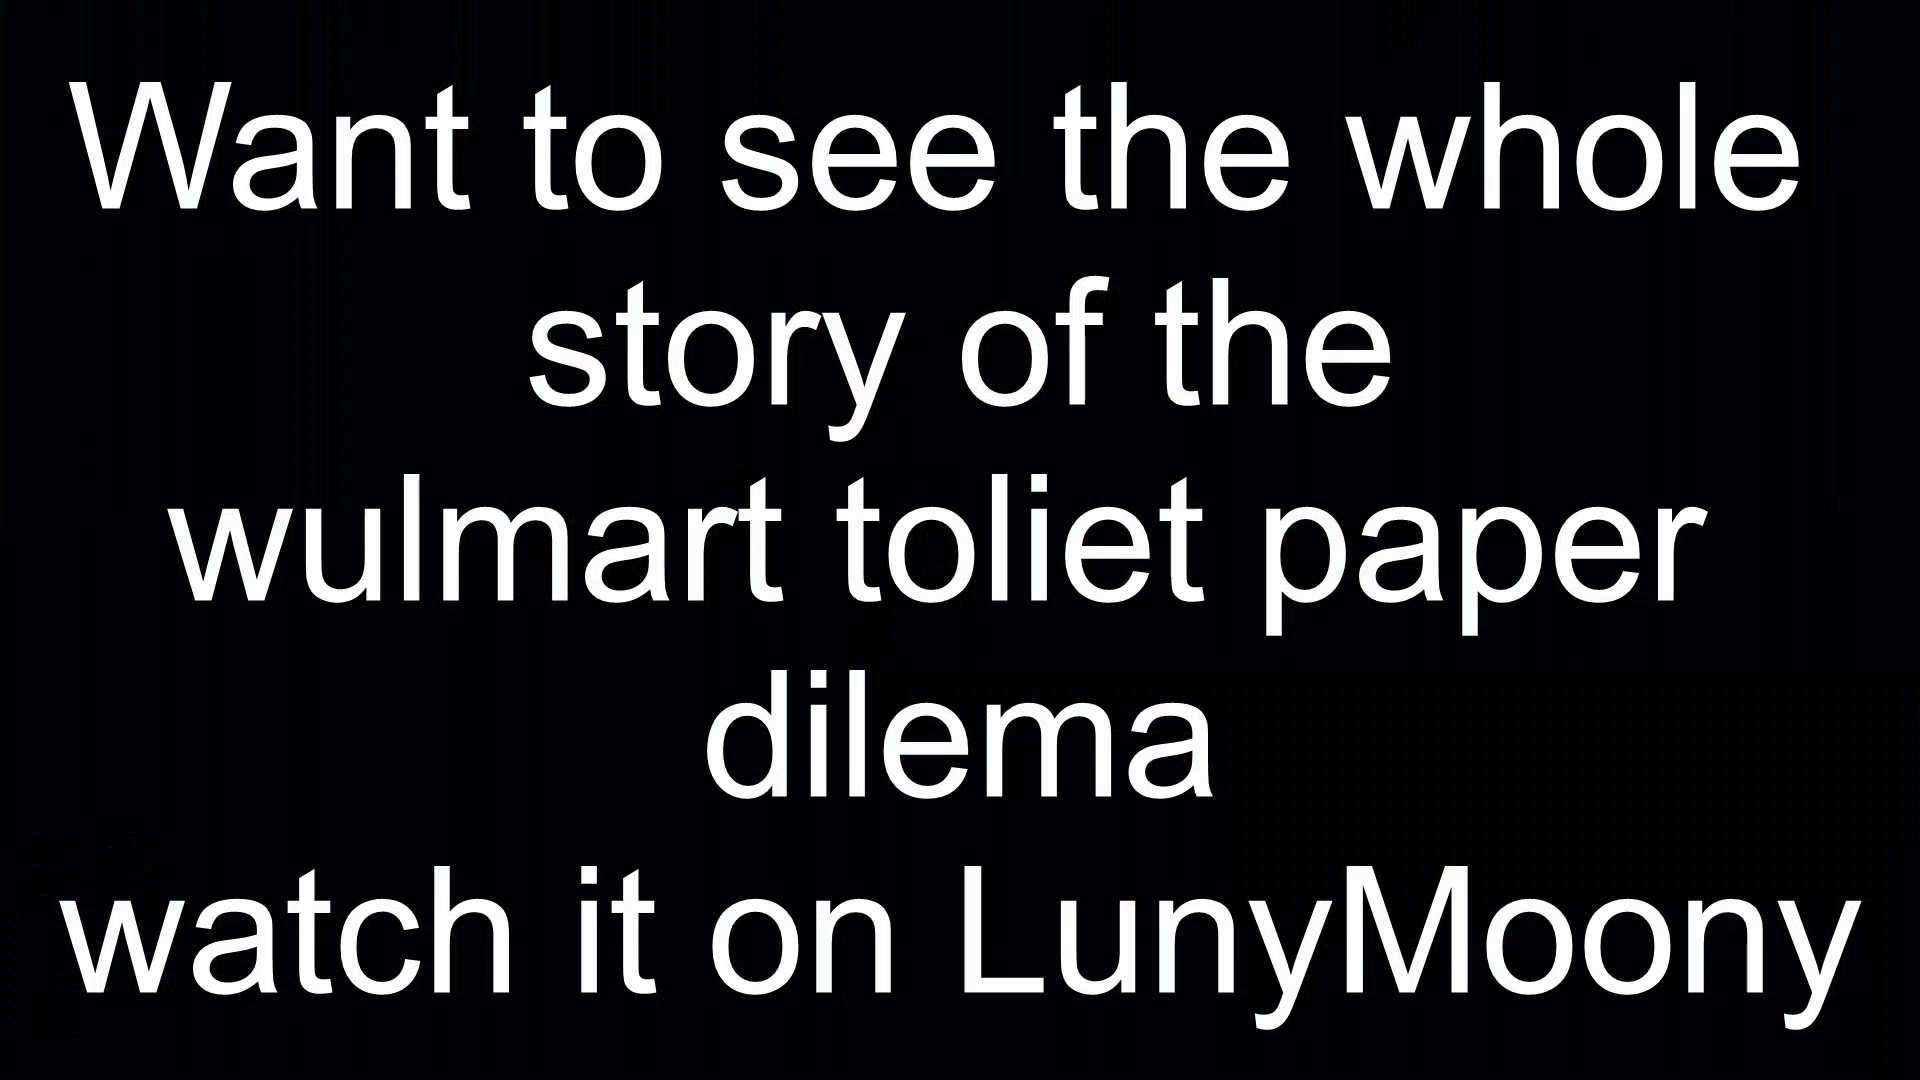 Want to see the whole
story of the
wulmart toliet paper
dilema
watch it on LunyMoony